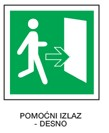 POMOĆNI IZLAZ
- DESNO